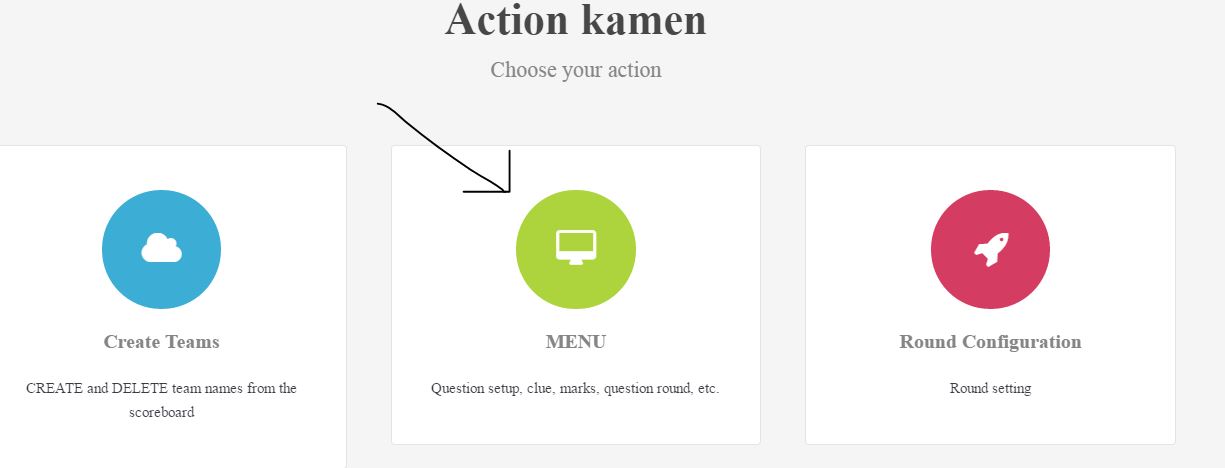 Action kamen
Choose your action
Create Teams
CREATE and DELETE team names from the
scoreboard
MENU
Question setup, clue, marks, question round, etc.
Round Configuration
Round setting